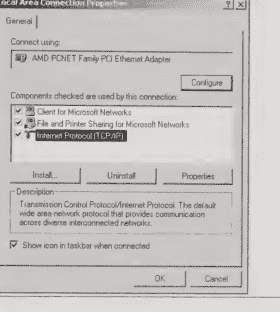 Local Area Connection Properties
? ×
General
Connect using:
AMD PCNET Family PCI Ethernet Adapter
Configure
Components checked are used by this connection:
Client for Microsoft Networks
File and Printer Sharing for Microsoft Networks
Internet Protocol (TCP/IP)
Install...
Uninstall
Properties
Description
Transmission Control Protocol/Internet Protocol. The default
wide area network protocol that provides communication
across diverse interconnected networks.
Show icon in taskbar when connected
OK
Cancel